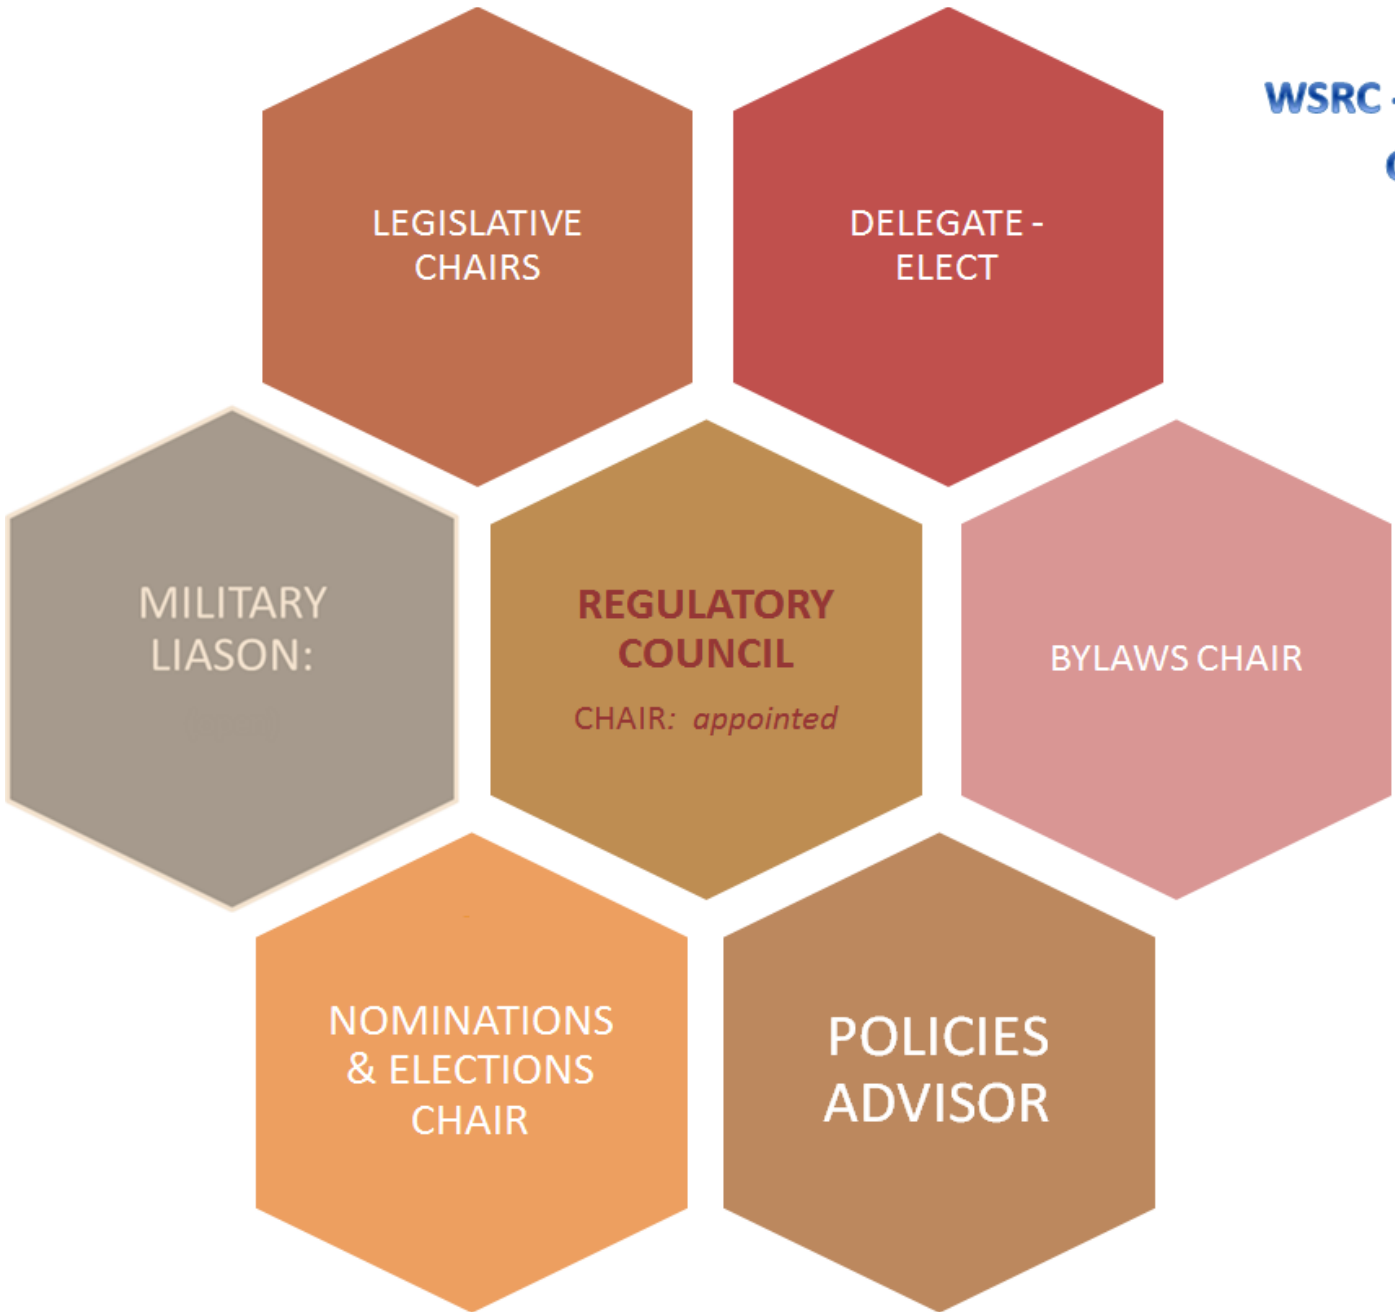 WSRC -
LEGISLATIVE
CHAIRS
DELEGATE -
ELECT
MILITARY
LIASON:
REGULATORY
COUNCIL
CHAIR: appointed
BYLAWS CHAIR
NOMINATIONS
& ELECTIONS
CHAIR
POLICIES
ADVISOR